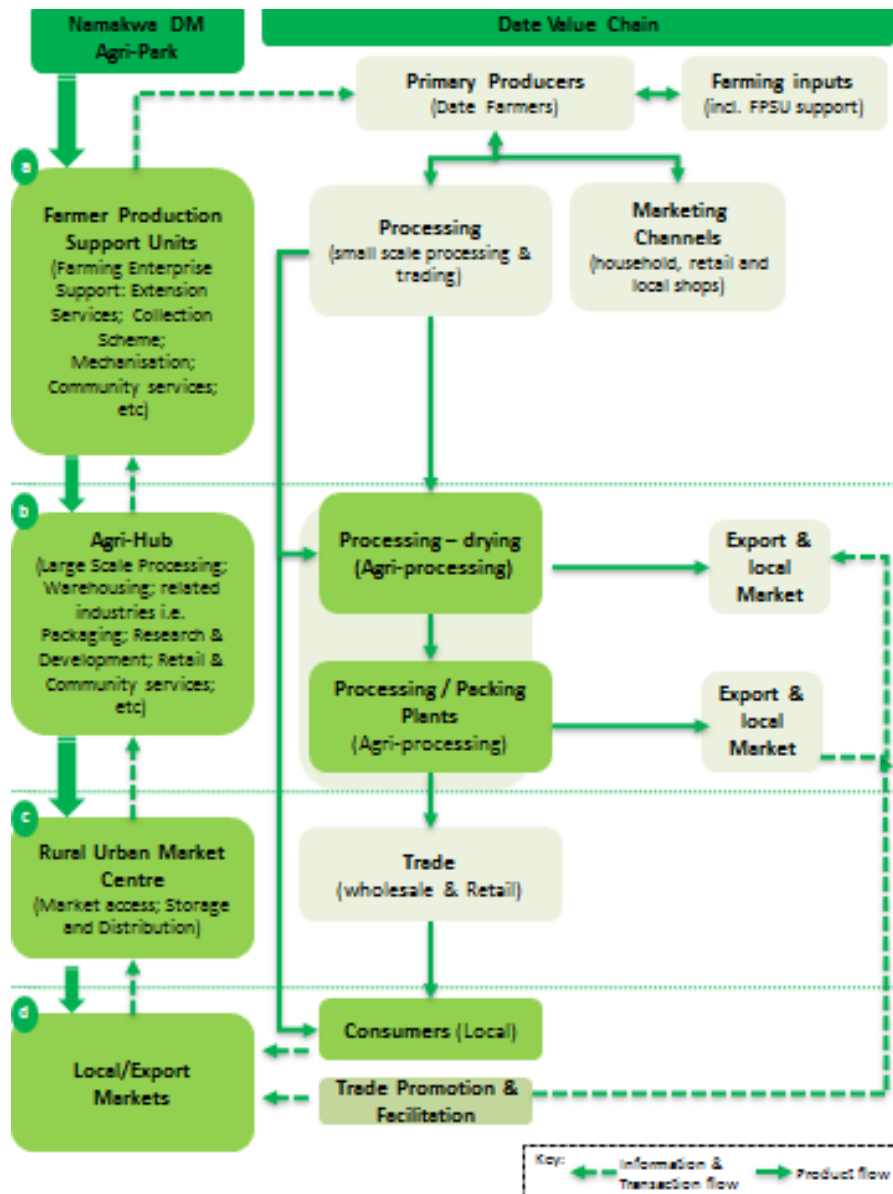 Namakwa DM
Agri-Park
Date Value Chain
Primary Producers
(Date Farmers)
Farming inputs
(incl. FPSU support)
a
Farmer Production
Support Units
(Farming Enterprise
Support: Extension
Services; Collection
Scheme;
Mechanisation;
Community services;
etc)
Processing
(small scale processing &
trading)
Marketing
Channels
(household, retail and
local shops)
b
Agri-Hub
(Large Scale Processing;
Warehousing; related
industries i.e.
Packaging; Research &
Development; Retail &
Community services;
etc)
Processing – drying
(Agri-processing)
Export &
local
Market
Processing / Packing
Plants
(Agri-processing)
Export &
local
Market
c
Rural Urban Market
Centre
(Market access; Storage
and Distribution)
Trade
(wholesale & Retail)
d
Local/Export
Markets
Consumers (Local)
Trade Promotion &
Facilitation
Key:
Information &
Transaction flow
Product flow